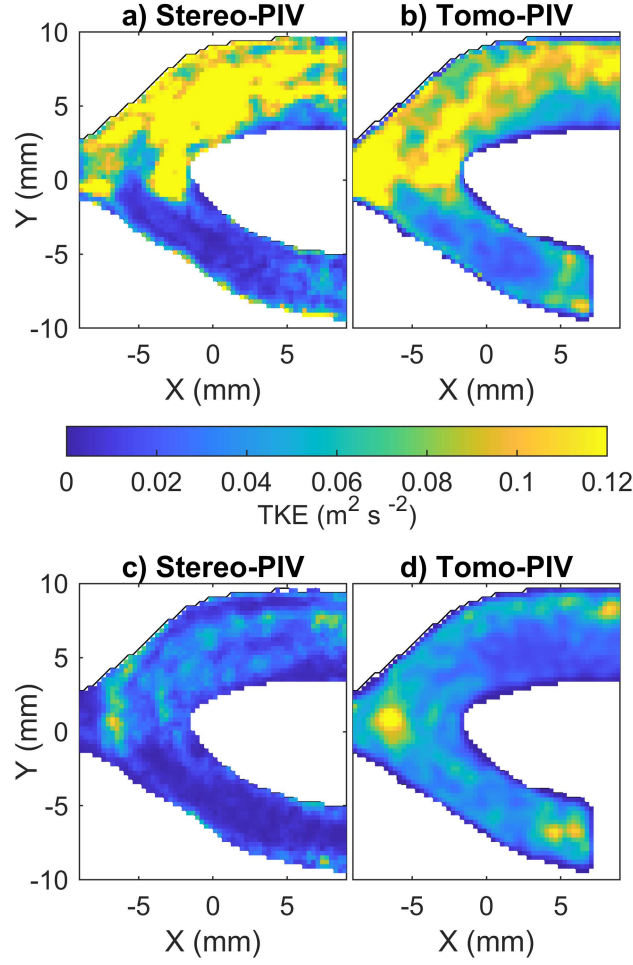 a) Stereo-PIV
b) Tomo-PIV
10
5
0
-5
-10
Y (mm)
-5 0 5
-5 0 5
X (mm)
X (mm)
0 0.02 0.04 0.06 0.08 0.1 0.12
TKE (m² s⁻²)
c) Stereo-PIV
d) Tomo-PIV
10
5
0
-5
-10
Y (mm)
-5 0 5
-5 0 5
X (mm)
X (mm)